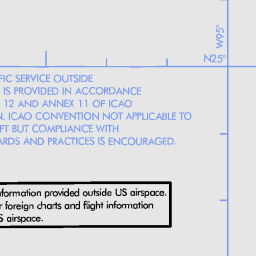 W95°
N25°
FIC SERVICE OUTSIDE
IS PROVIDED IN ACCORDANCE
12 AND ANNEX 11 OF ICAO
N. ICAO CONVENTION NOT APPLICABLE TO
FT BUT COMPLIANCE WITH
ARDS AND PRACTICES IS ENCOURAGED.
nformation provided outside US airspace.
r foreign charts and flight information
S airspace.